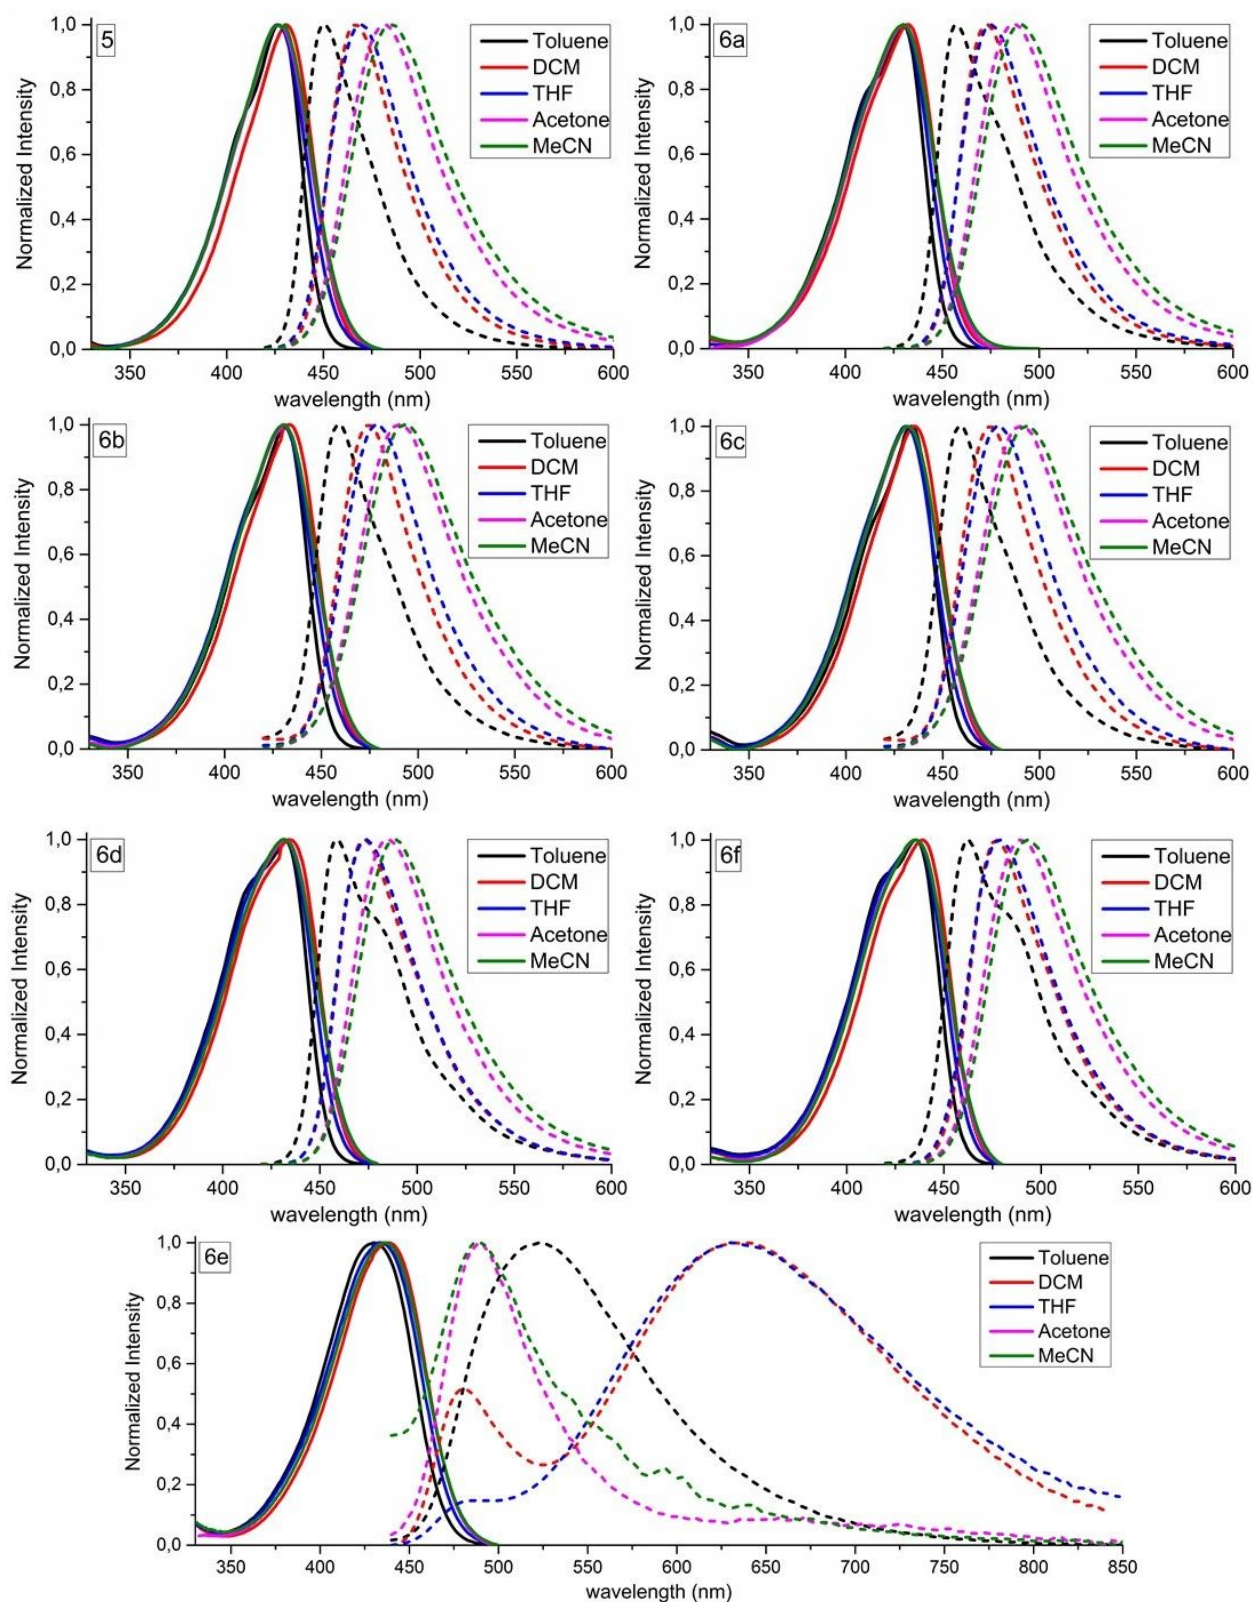 5
Toluene
DCM
THF
Acetone
MeCN
1,0
0,8
0,6
0,4
0,2
0,0
Normalized Intensity
350 400 450 500 550 600
wavelength (nm)
6a
Toluene
DCM
THF
Acetone
MeCN
1,0
0,8
0,6
0,4
0,2
0,0
Normalized Intensity
350 400 450 500 550 600
wavelength (nm)
6b
Toluene
DCM
THF
Acetone
MeCN
1,0
0,8
0,6
0,4
0,2
0,0
Normalized Intensity
350 400 450 500 550 600
wavelength (nm)
6c
Toluene
DCM
THF
Acetone
MeCN
1,0
0,8
0,6
0,4
0,2
0,0
Normalized Intensity
350 400 450 500 550 600
wavelength (nm)
6d
Toluene
DCM
THF
Acetone
MeCN
1,0
0,8
0,6
0,4
0,2
0,0
Normalized Intensity
350 400 450 500 550 600
wavelength (nm)
6f
Toluene
DCM
THF
Acetone
MeCN
1,0
0,8
0,6
0,4
0,2
0,0
Normalized Intensity
350 400 450 500 550 600
wavelength (nm)
6e
Toluene
DCM
THF
Acetone
MeCN
1,0
0,8
0,6
0,4
0,2
0,0
Normalized Intensity
350 400 450 500 550 600 650 700 750 800 850
wavelength (nm)